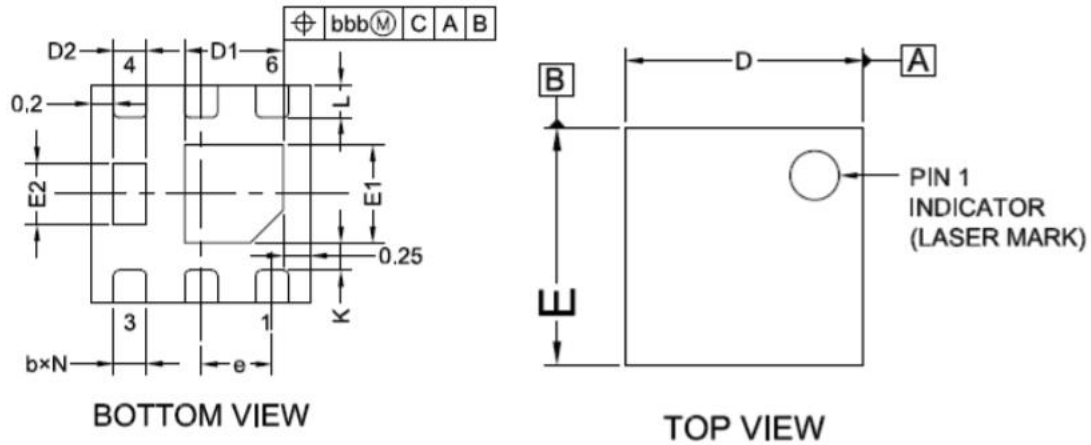 bbbⓂ C A B
D2
4
D1
6
0.2
L
E2
E1
0.25
K
3
1
b×N
e
BOTTOM VIEW
D
A
B
E
PIN 1
INDICATOR
(LASER MARK)
TOP VIEW